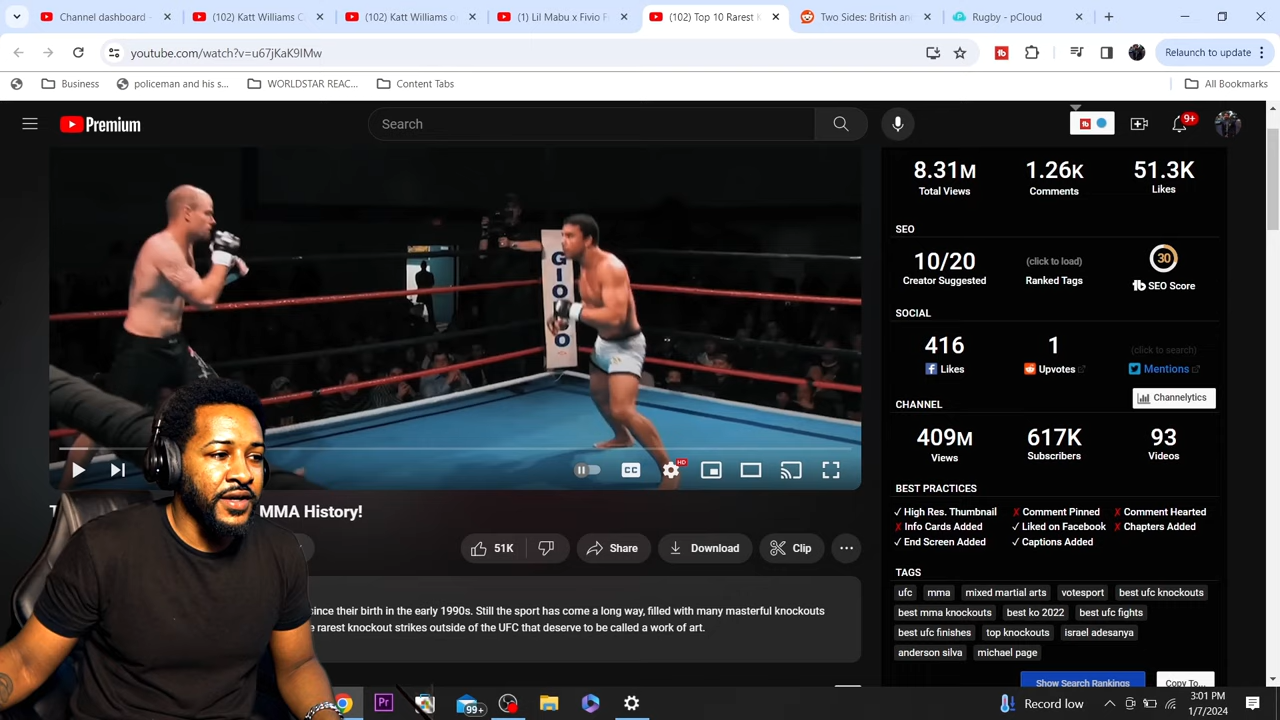 Channel dashboard -
(102) Katt Williams C
(102) Katt Williams o
(1) Lil Mabu x Fivio F
(102) Top 10 Rarest K
Two Sides: British an
Rugby - pCloud
youtube.com/watch?v=u67jKaK9IMw
Relaunch to update
Business
policeman and his s...
WORLDSTAR REAC...
Content Tabs
All Bookmarks
Premium
Search
9+
8.31M
1.26K
51.3K
Total Views
Comments
Likes
SEO
10/20
(click to load)
30
Creator Suggested
Ranked Tags
SEO Score
SOCIAL
416
1
(click to search)
Likes
Upvotes
Mentions
CHANNEL
Channelytics
409M
617K
93
Views
Subscribers
Videos
BEST PRACTICES
✓ High Res. Thumbnail
✗ Comment Pinned
✗ Comment Hearted
✗ Info Cards Added
✓ Liked on Facebook
✗ Chapters Added
✓ End Screen Added
✓ Captions Added
TAGS
ufc
mma
mixed martial arts
votesport
best ufc knockouts
best mma knockouts
best ko 2022
best ufc fights
best ufc finishes
top knockouts
israel adesanya
anderson silva
michael page
Show Search Rankings
Copy To...
CC
HD
MMA History!
51K
Share
Download
Clip
since their birth in the early 1990s. Still the sport has come a long way, filled with many masterful knockouts
rarest knockout strikes outside of the UFC that deserve to be called a work of art.
Pr
99+
Record low
3:01 PM
1/7/2024